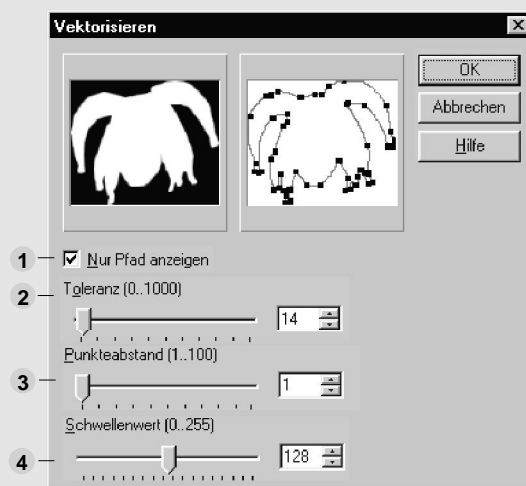 Vektorisieren
OK
Abbrechen
Hilfe
1
Nur Pfad anzeigen
2
Toleranz (0..1000)
14
Punkteabstand (1..100)
3
1
Schwellenwert (0..255)
4
128